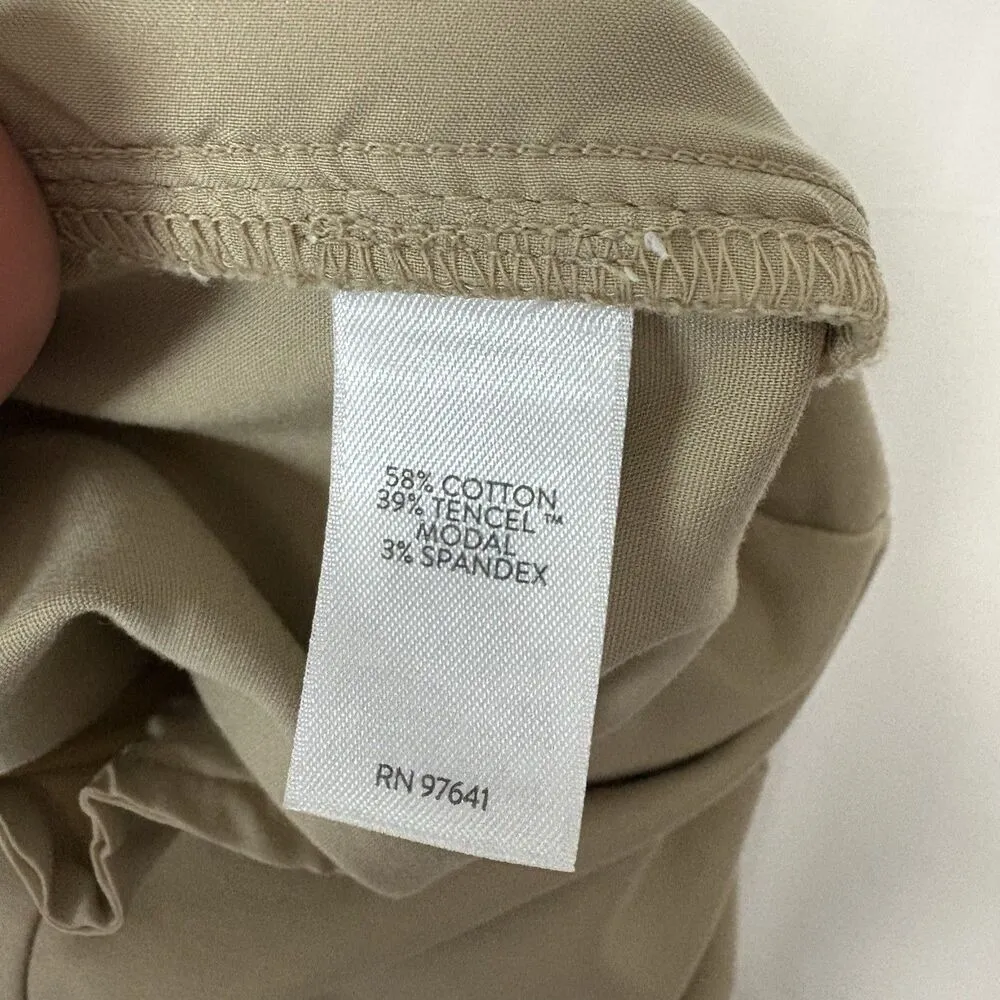 58% COTTON
39% TENCEL™
MODAL
3% SPANDEX
RN 97641